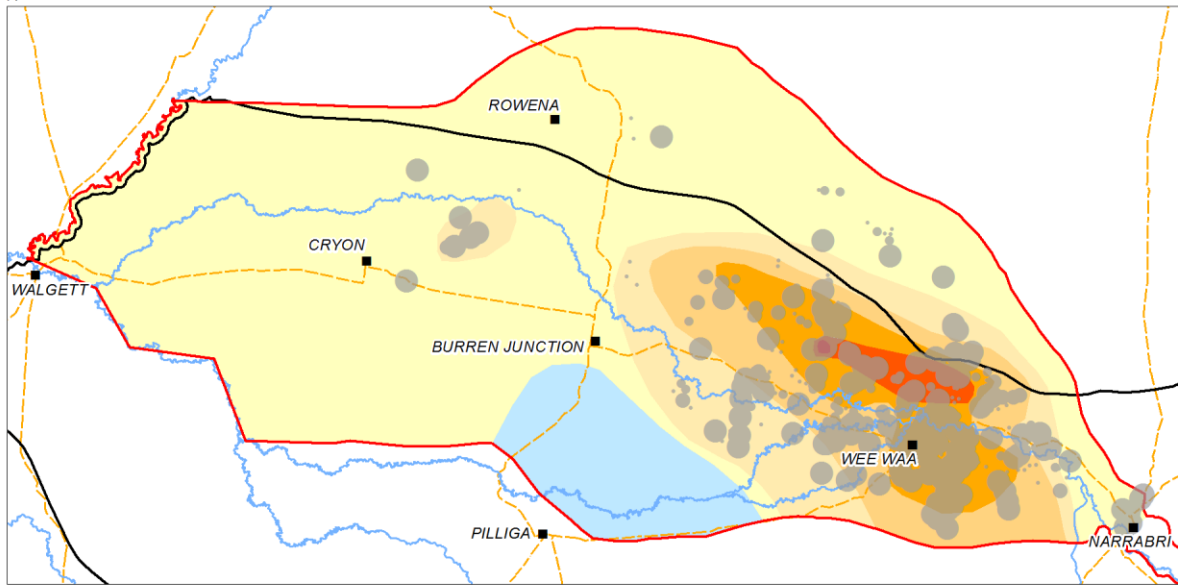 ROWENA
CRYON
WALGETT
BURREN JUNCTION
WEE WAA
PILLIGA
NARRABRI